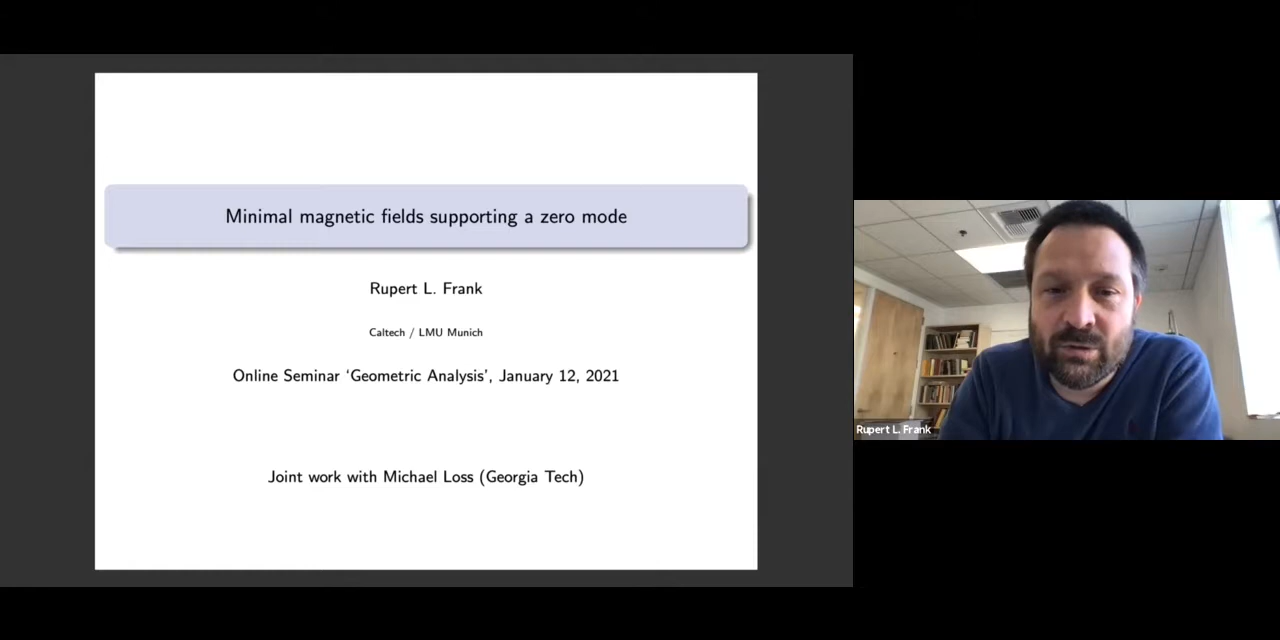 Minimal magnetic fields supporting a zero mode
Rupert L. Frank
Caltech / LMU Munich
Online Seminar ‘Geometric Analysis’, January 12, 2021
Joint work with Michael Loss (Georgia Tech)
Rupert L. Frank